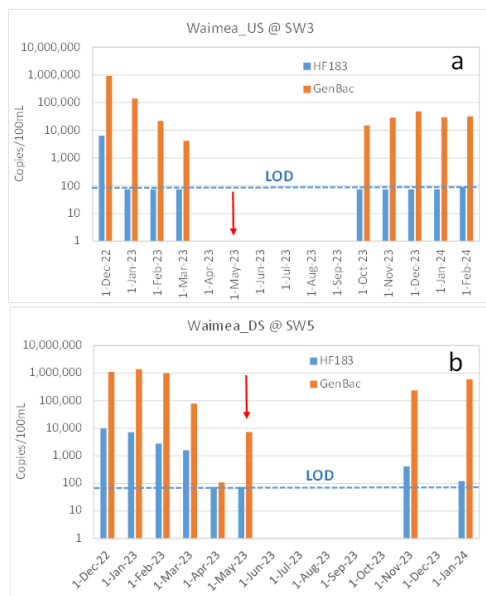 Waimea_US @ SW3
a
HF183
GenBac
Copies/100mL
10,000,000
1,000,000
100,000
10,000
1,000
100
10
1
LOD
1-Dec-22
1-Jan-23
1-Feb-23
1-Mar-23
1-Apr-23
1-May-23
1-Jun-23
1-Jul-23
1-Aug-23
1-Sep-23
1-Oct-23
1-Nov-23
1-Dec-23
1-Jan-24
1-Feb-24
Waimea_DS @ SW5
b
HF183
GenBac
Copies/100mL
10,000,000
1,000,000
100,000
10,000
1,000
100
10
1
LOD
1-Dec-22
1-Jan-23
1-Feb-23
1-Mar-23
1-Apr-23
1-May-23
1-Jun-23
1-Jul-23
1-Aug-23
1-Sep-23
1-Oct-23
1-Nov-23
1-Dec-23
1-Jan-24